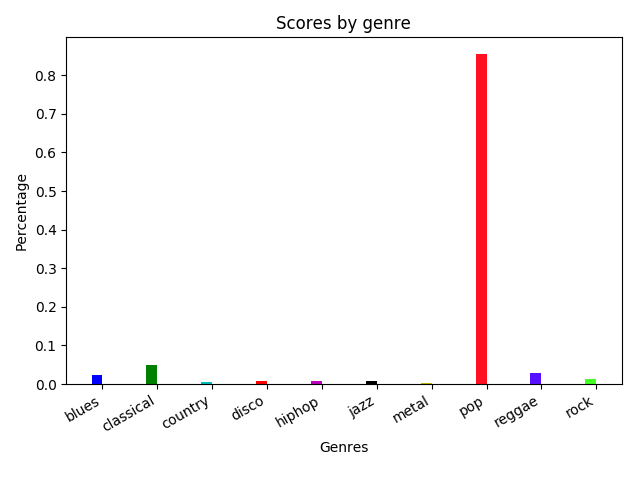 Scores by genre
Percentage
0.8
0.7
0.6
0.5
0.4
0.3
0.2
0.1
0.0
blues
classical
country
disco
hiphop
jazz
metal
pop
reggae
rock
Genres